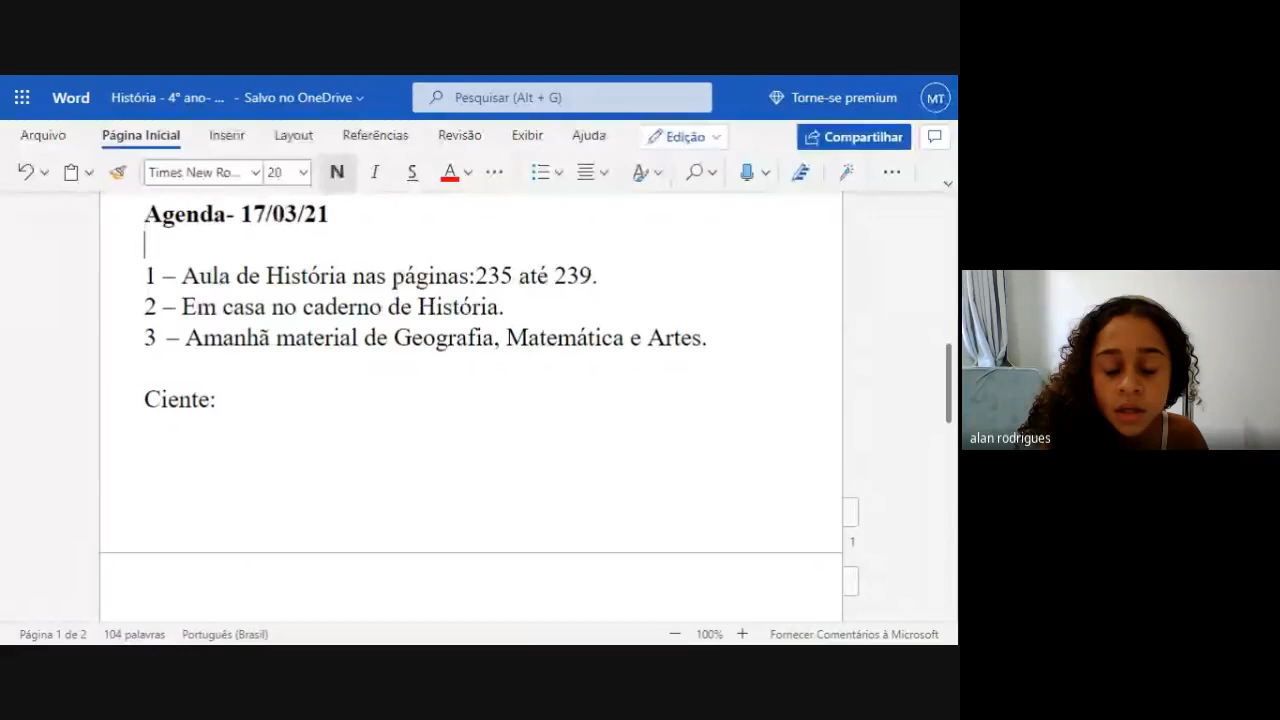 Word História - 4º ano- ... - Salvo no OneDrive Pesquisar (Alt + G) Torne-se premium MT
Arquivo Página Inicial Inserir Layout Referências Revisão Exibir Ajuda Edição Compartilhar
Times New Ro... 20 N I S A ...
Agenda- 17/03/21
1 – Aula de História nas páginas:235 até 239.
2 – Em casa no caderno de História.
3 – Amanhã material de Geografia, Matemática e Artes.
Ciente:
alan rodrigues
1
Página 1 de 2 104 palavras Português (Brasil) — 100% + Fornecer Comentários à Microsoft